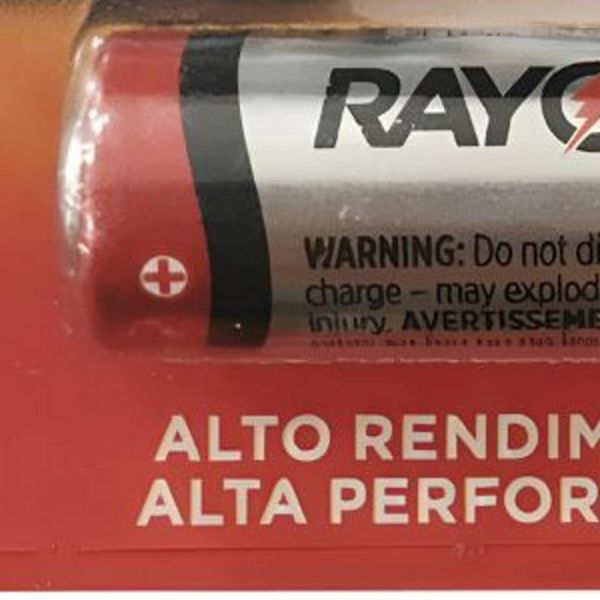 RAYO
WARNING: Do not di
charge – may explod
injury. AVERTISSEME
ALTO RENDIM
ALTA PERFOR